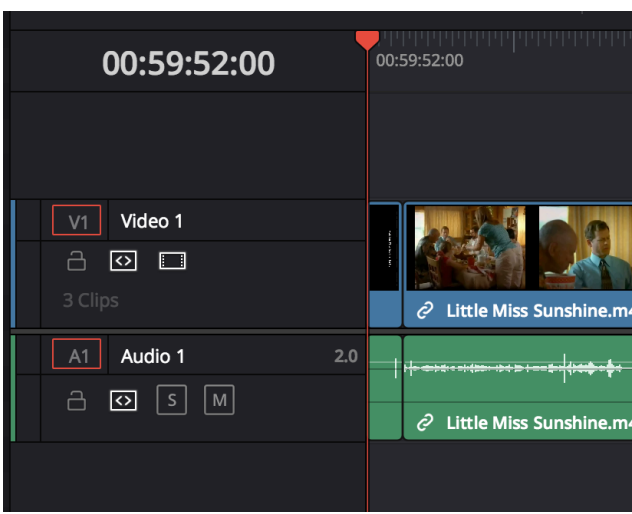 00:59:52:00
00:59:52:00
V1 Video 1
3 Clips
Little Miss Sunshine.m4
A1 Audio 1 2.0
S M
Little Miss Sunshine.m4